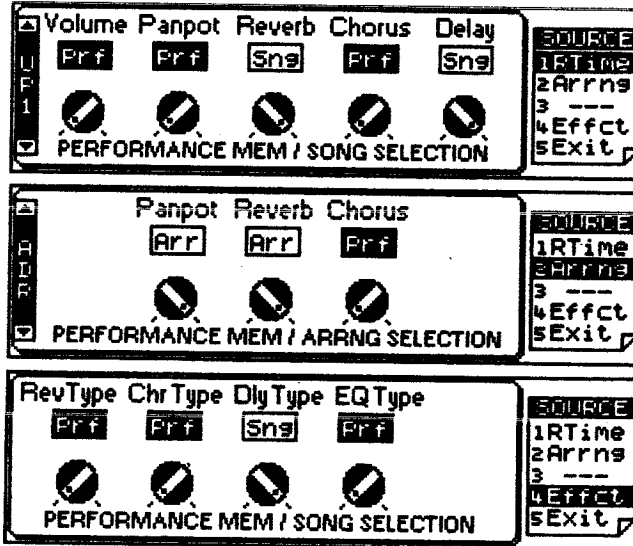 Volume Panpot Reverb Chorus Delay
Prf Prf Sng Prf Sng
UP1
PERFORMANCE MEM / SONG SELECTION
SOURCE
1RTime
2Arrng
3 ---
4Effct
5Exit
Panpot Reverb Chorus
Arr Arr Prf
ADR
PERFORMANCE MEM / ARRNG SELECTION
SOURCE
1RTime
2Arrng
3 ---
4Effct
5Exit
RevType ChrType DlyType EQType
Prf Prf Sng Prf
PERFORMANCE MEM / SONG SELECTION
SOURCE
1RTime
2Arrng
3 ---
4Effct
5Exit